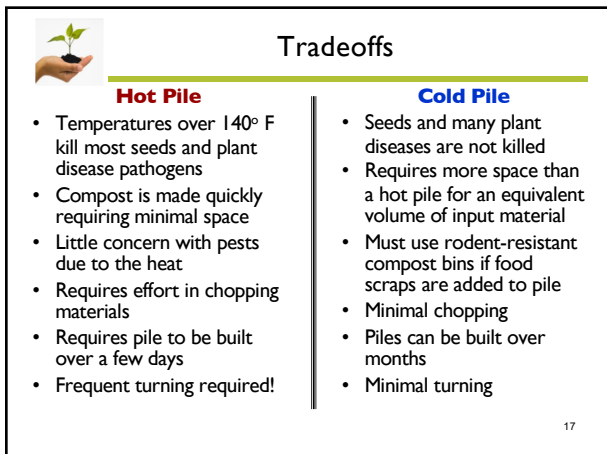 Tradeoffs
Hot Pile
• Temperatures over 140° F
kill most seeds and plant
disease pathogens
• Compost is made quickly
requiring minimal space
• Little concern with pests
due to the heat
• Requires effort in chopping
materials
• Requires pile to be built
over a few days
• Frequent turning required!
Cold Pile
• Seeds and many plant
diseases are not killed
• Requires more space than
a hot pile for an equivalent
volume of input material
• Must use rodent-resistant
compost bins if food
scraps are added to pile
• Minimal chopping
• Piles can be built over
months
• Minimal turning
17